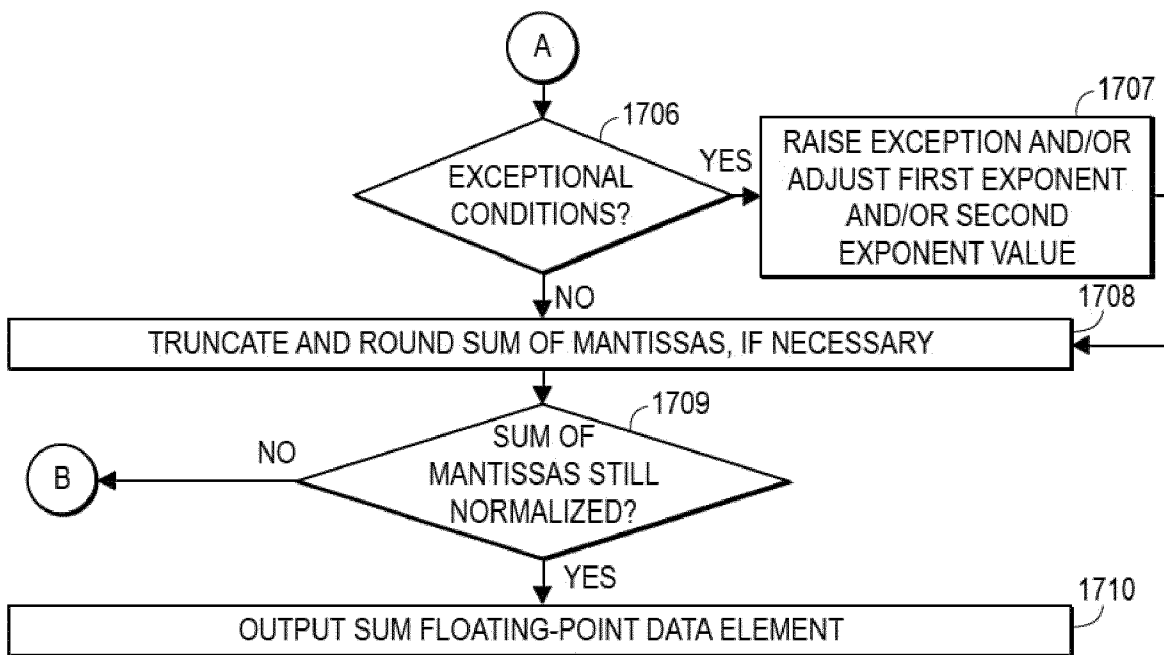 A
1706
EXCEPTIONAL
CONDITIONS?
YES
1707
RAISE EXCEPTION AND/OR
ADJUST FIRST EXPONENT
AND/OR SECOND
EXPONENT VALUE
NO
1708
TRUNCATE AND ROUND SUM OF MANTISSAS, IF NECESSARY
1709
SUM OF
MANTISSAS STILL
NORMALIZED?
NO
B
YES
1710
OUTPUT SUM FLOATING-POINT DATA ELEMENT